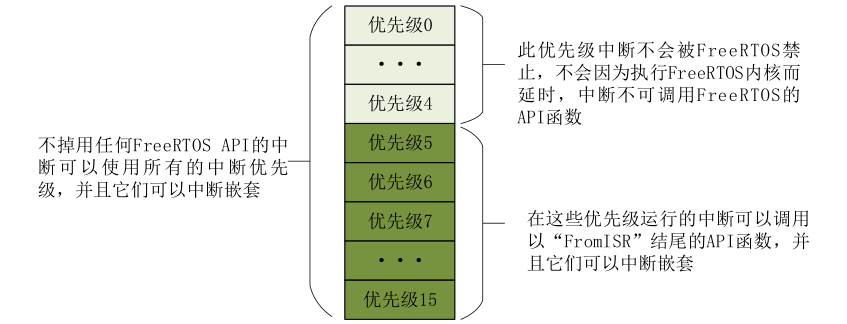 不掉用任何FreeRTOS API的中
断可以使用所有的中断优先
级，并且它们可以中断嵌套
优先级0
···
优先级4
优先级5
优先级6
优先级7
···
优先级15
此优先级中断不会被FreeRTOS禁
止，不会因为执行FreeRTOS内核而
延时，中断不可调用FreeRTOS的
API函数
在这些优先级运行的中断可以调用
以“FromISR”结尾的API函数，并
且它们可以中断嵌套